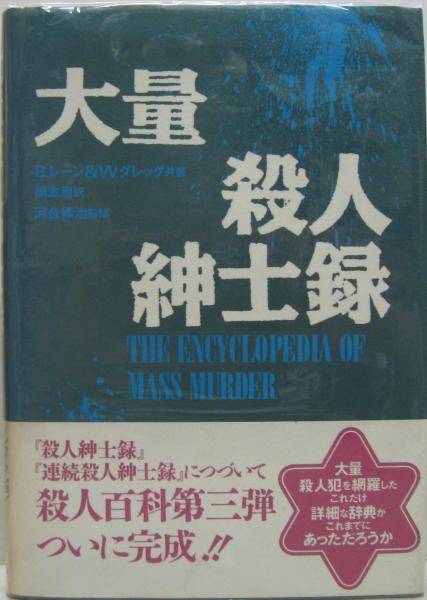 大量
殺人
紳士録
B.レーン&W.グレッグ共著
河合修治監修
THE ENCYCLOPEDIA OF
MASS MURDER
『殺人紳士録』
『連続殺人紳士録』につづいて
殺人百科第三弾
ついに完成!!
大量
殺人犯を網羅した
これだけ
詳細な辞典が
これまでに
あっただろうか